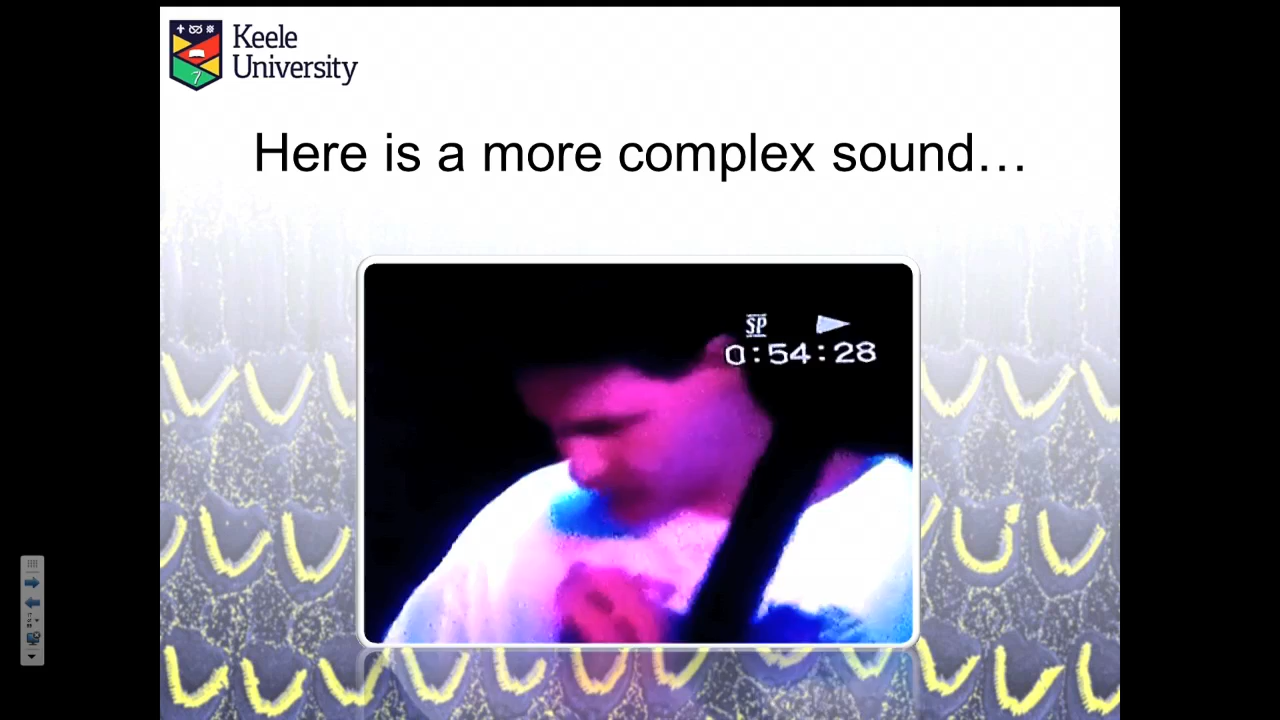 Keele
University
Here is a more complex sound…
SP
0:54:28